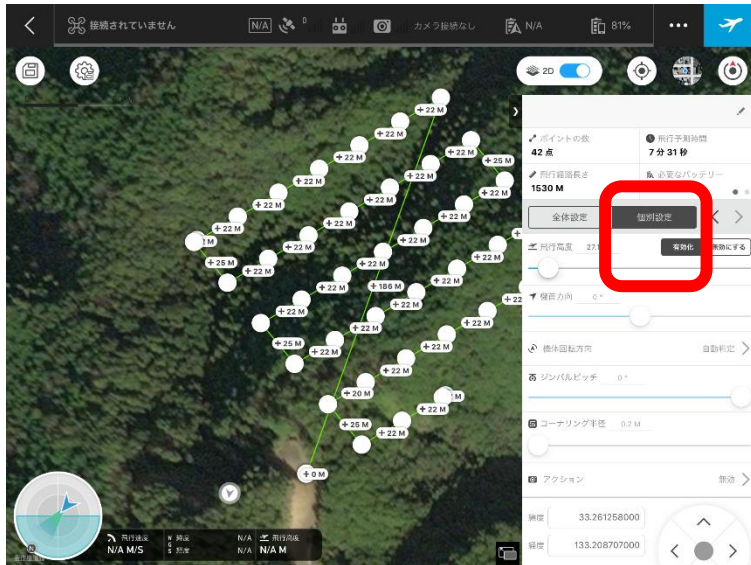 接続されていません
N/A
カメラ接続なし
N/A
81%
2D
ポイントの数
42 点
飛行予測時間
7 分 31 秒
飛行経路長さ
1530 M
必要なバッテリー
全体設定
個別設定
飛行高度
有効化
無効にする
機首方向 0°
機体回転方向
自動判定
ジンバルピッチ 0°
コーナリング半径 0.2 M
アクション
無効
緯度 33.261258000
経度 133.208707000
+ 22 M
+ 22 M
+ 22 M
+ 22 M
+ 25 M
+ 22 M
+ 22 M
+ 22 M
+ 22 M
+ 22 M
+ 22 M
+ 22 M
+ 25 M
+ 22 M
+ 22 M
+ 22 M
+ 186 M
+ 22 M
+ 22 M
+ 22 M
+ 25 M
+ 22 M
+ 22 M
+ 22 M
+ 20 M
+ 22 M
+ 25 M
+ 22 M
+ 0 M
飛行速度
N/A M/S
W
G
S
N/A
N/A
飛行高度
N/A M